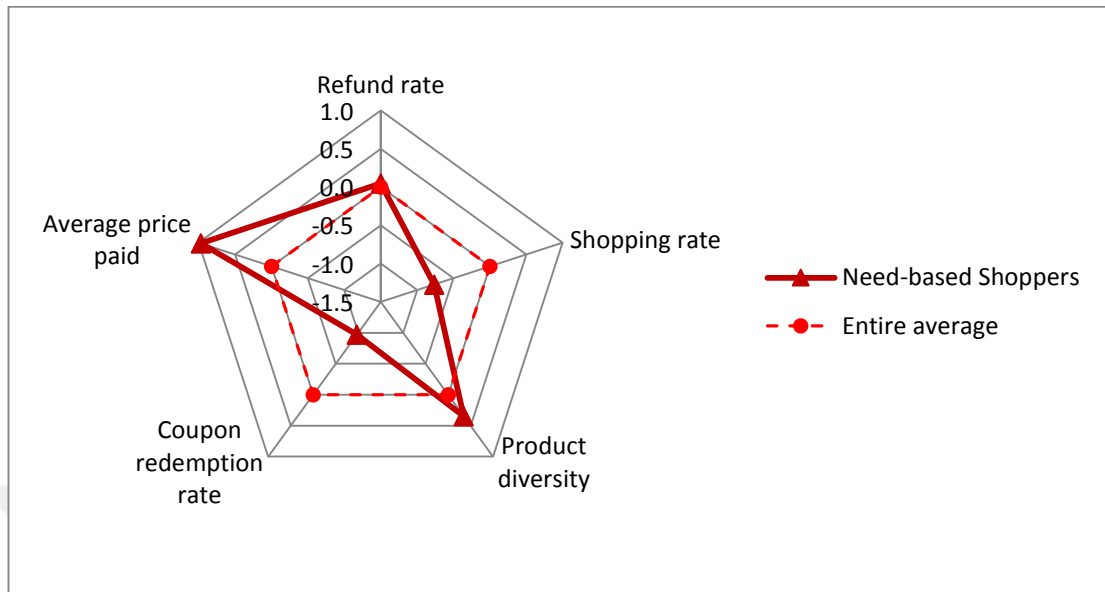 Refund rate
1.0
0.5
0.0
-0.5
-1.0
-1.5
Shopping rate
Product
diversity
Coupon
redemption
rate
Average price
paid
Need-based Shoppers
Entire average